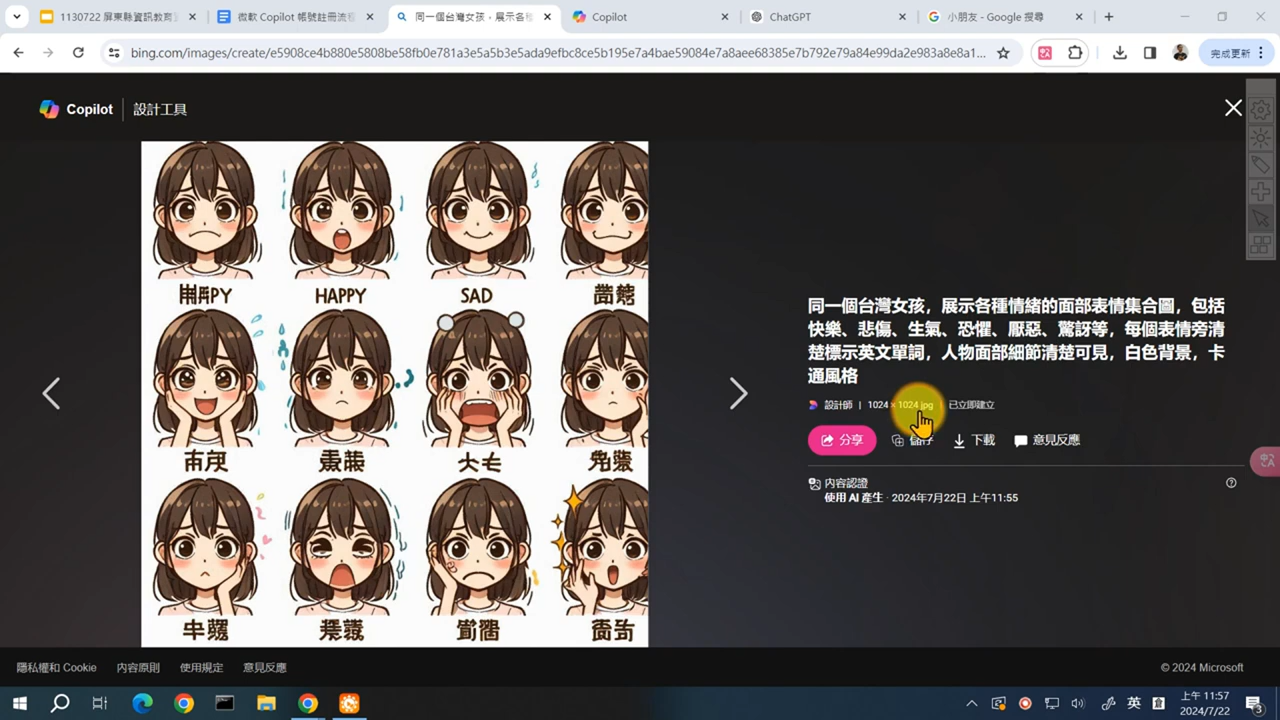 1130722 屏東縣資訊教育
微軟 Copilot 帳號註冊流程
同一個台灣女孩，展示各種
Copilot
ChatGPT
小朋友 - Google 搜尋
bing.com/images/create/e5908ce4b880e5808be58fb0e781a3e5a5b3e5ada9efbc8ce5b195e7a4bae59084e7a8aee68385e7b792e79a84e99da2e983a8e8a1...
完成更新
Copilot
設計工具
PY
HAPPY
SAD
同一個台灣女孩，展示各種情緒的面部表情集合圖，包括
快樂、悲傷、生氣、恐懼、厭惡、驚訝等，每個表情旁清
楚標示英文單詞，人物面部細節清楚可見，白色背景，卡
通風格
設計師 | 1024 × 1024 jpg | 已立即建立
分享
儲存
下載
意見反應
內容認證
使用 AI 產生 · 2024年7月22日 上午11:55
隱私權和 Cookie
內容原則
使用規定
意見反應
© 2024 Microsoft
英
上午 11:57
2024/7/22
3